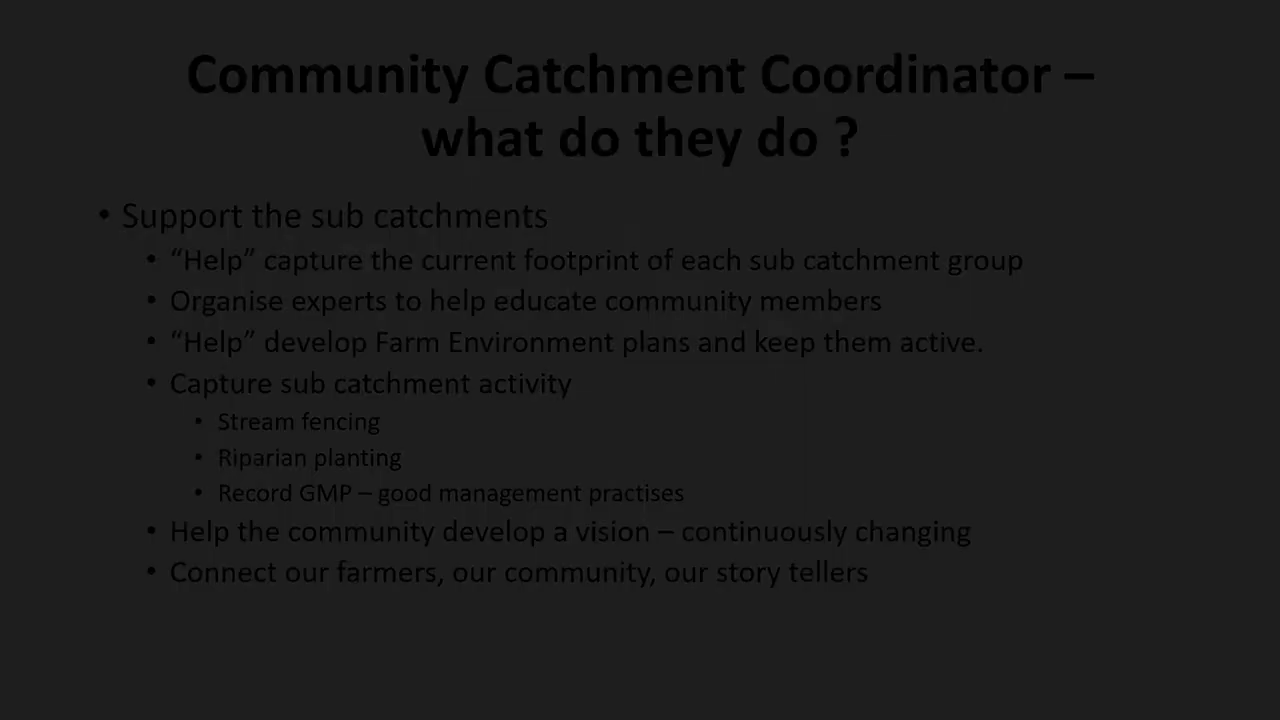 Community Catchment Coordinator –
what do they do ?
• Support the sub catchments
• “Help” capture the current footprint of each sub catchment group
• Organise experts to help educate community members
• “Help” develop Farm Environment plans and keep them active.
• Capture sub catchment activity
• Stream fencing
• Riparian planting
• Record GMP – good management practises
• Help the community develop a vision – continuously changing
• Connect our farmers, our community, our story tellers